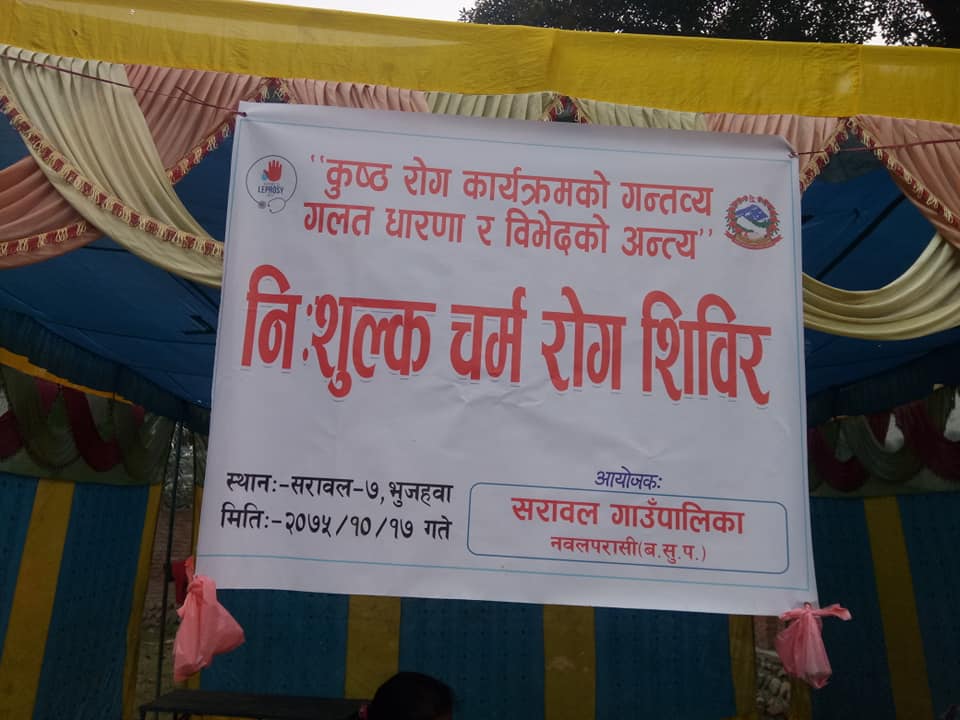 "कुष्ठ रोग कार्यक्रमको गन्तव्य
गलत धारणा र विभेदको अन्त्य"
LEPROSY
निःशुल्क चर्म रोग शिविर
स्थानः-सरावल-७,भुजहवा
मितिः-२०७५/१०/१७ गते
आयोजकः
सरावल गाउँपालिका
नवलपरासी(ब.सु.प.)